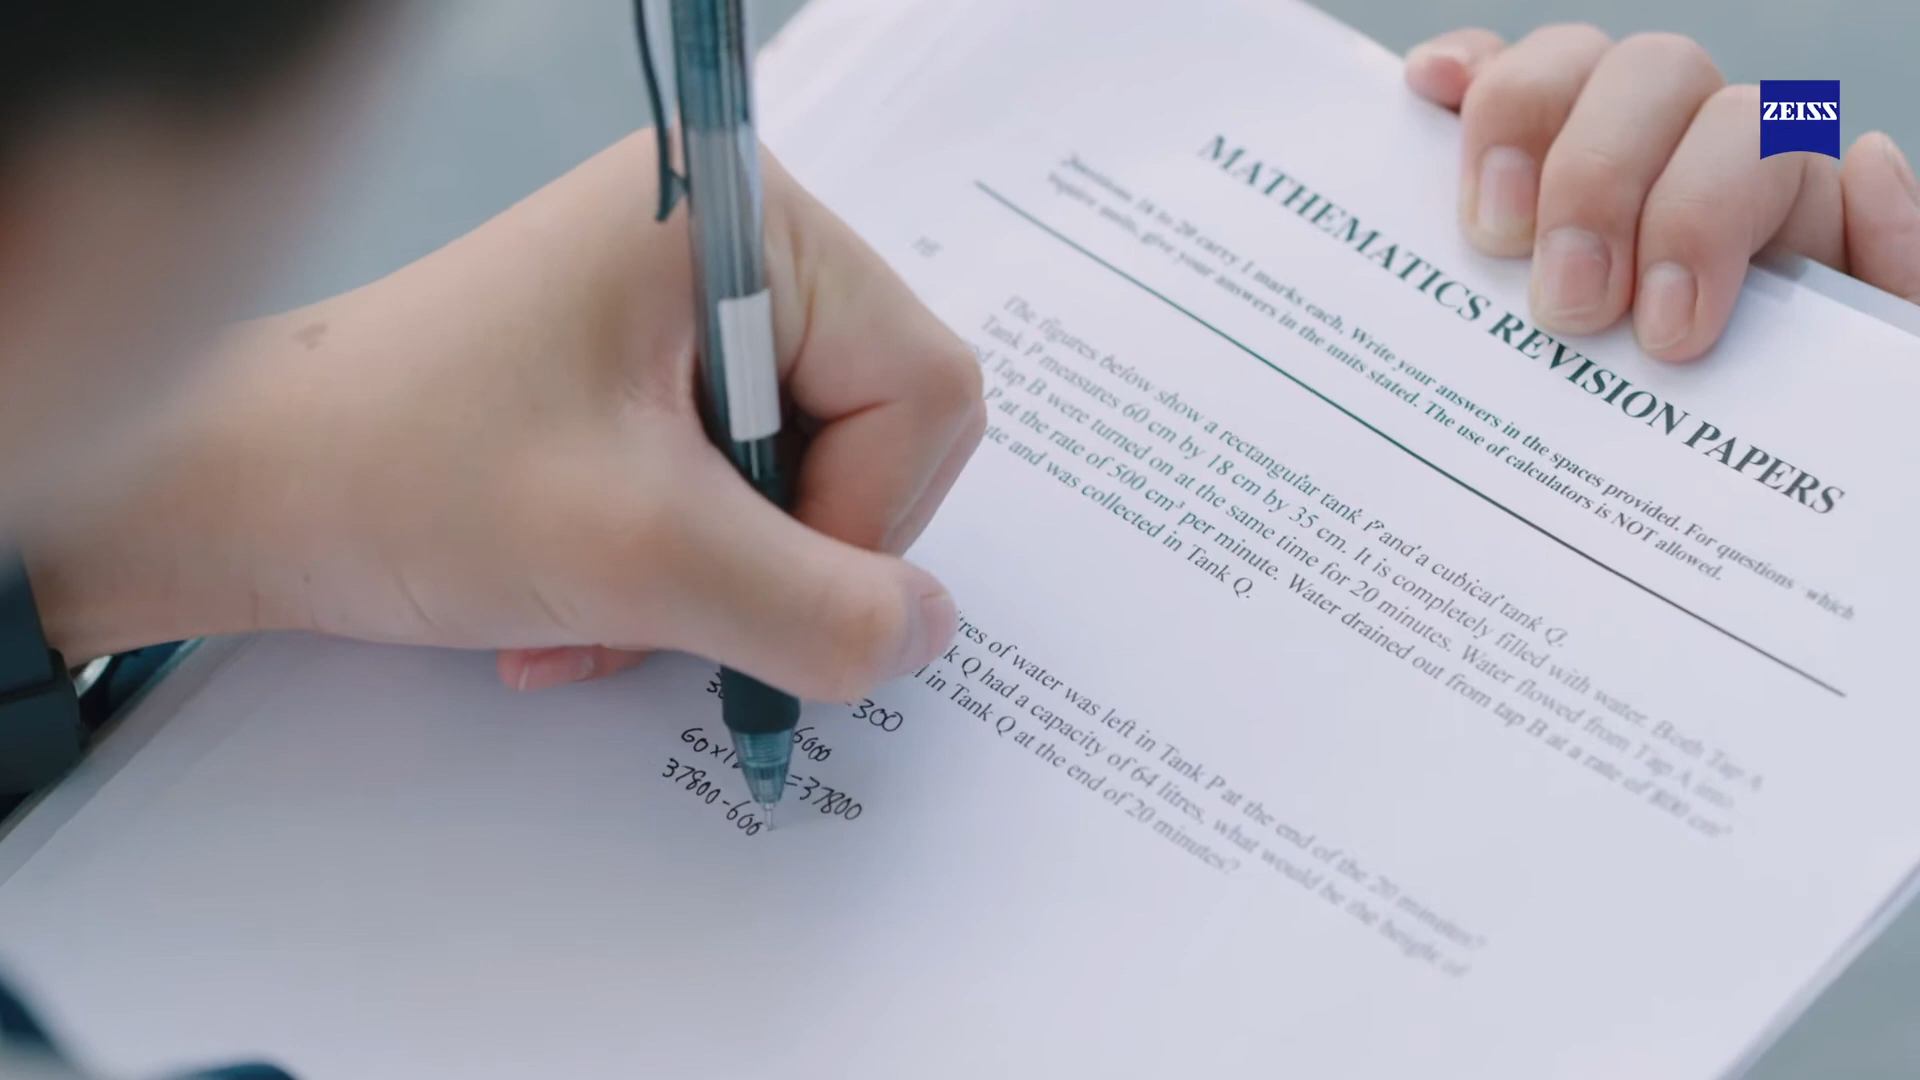 ZEISS
MATHEMATICS REVISION PAPERS
Questions 16 to 20 carry 1 marks each. Write your answers in the spaces provided. For questions which
require units, give your answers in the units stated. The use of calculators is NOT allowed.
The figures below show a rectangular tank P and a cubical tank Q.
Tank P measures 60 cm by 18 cm by 35 cm. It is completely filled with water. Both Tap A
and Tap B were turned on at the same time for 20 minutes. Water flowed from Tap A into
P at the rate of 500 cm³ per minute. Water drained out from tap B at a rate of 800 cm³
and was collected in Tank Q.
of water was left in Tank P at the end of the 20 minutes?
Q had a capacity of 64 litres, what would be the height of
in Tank Q at the end of 20 minutes?
300
6000
=37800
37800-600